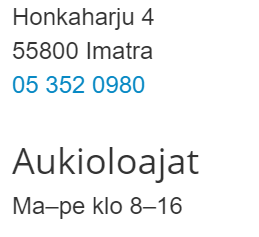 Honkaharju 4
55800 Imatra
05 352 0980
Aukioloajat
Ma–pe klo 8–16